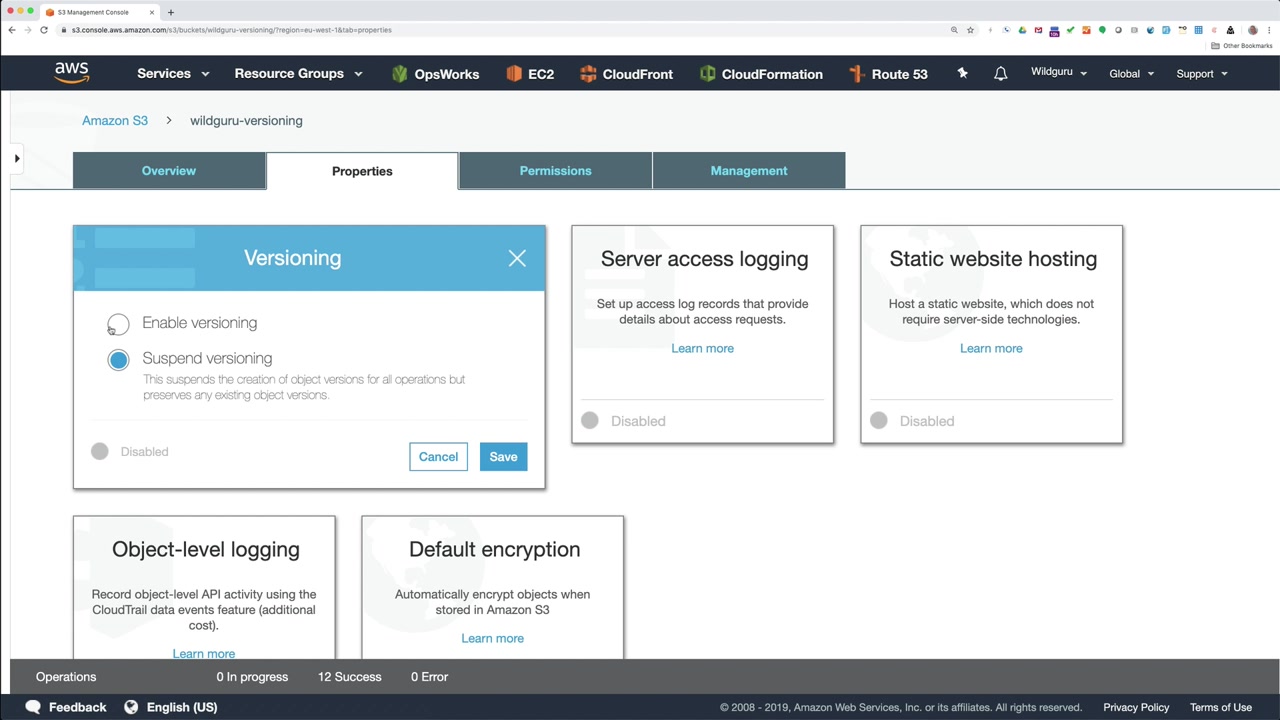 S3 Management Console
s3.console.aws.amazon.com/s3/buckets/wildguru-versioning/?region=eu-west-1&tab=properties
Other Bookmarks
aws
Services
Resource Groups
OpsWorks
EC2
CloudFront
CloudFormation
Route 53
Wildguru
Global
Support
Amazon S3
wildguru-versioning
Overview
Properties
Permissions
Management
Versioning
Enable versioning
Suspend versioning
This suspends the creation of object versions for all operations but
preserves any existing object versions.
Disabled
Cancel
Save
Server access logging
Set up access log records that provide
details about access requests.
Learn more
Disabled
Static website hosting
Host a static website, which does not
require server-side technologies.
Learn more
Disabled
Object-level logging
Record object-level API activity using the
CloudTrail data events feature (additional
cost).
Learn more
Default encryption
Automatically encrypt objects when
stored in Amazon S3
Learn more
Operations
0 In progress
12 Success
0 Error
Feedback
English (US)
© 2008 - 2019, Amazon Web Services, Inc. or its affiliates. All rights reserved.
Privacy Policy
Terms of Use